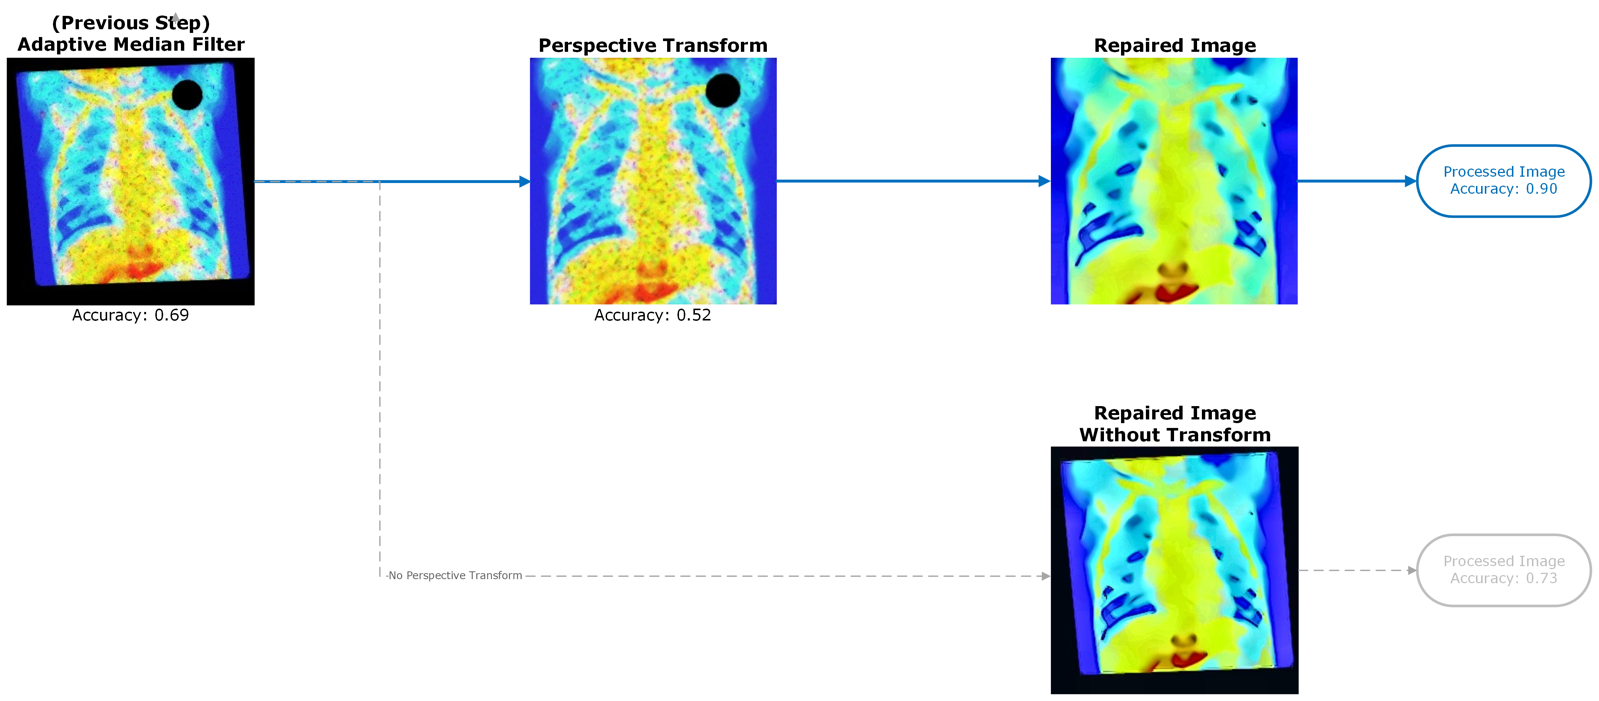 (Previous Step)
Adaptive Median Filter
Perspective Transform
Repaired Image
Processed Image
Accuracy: 0.90
Accuracy: 0.69
Accuracy: 0.52
Repaired Image
Without Transform
No Perspective Transform
Processed Image
Accuracy: 0.73